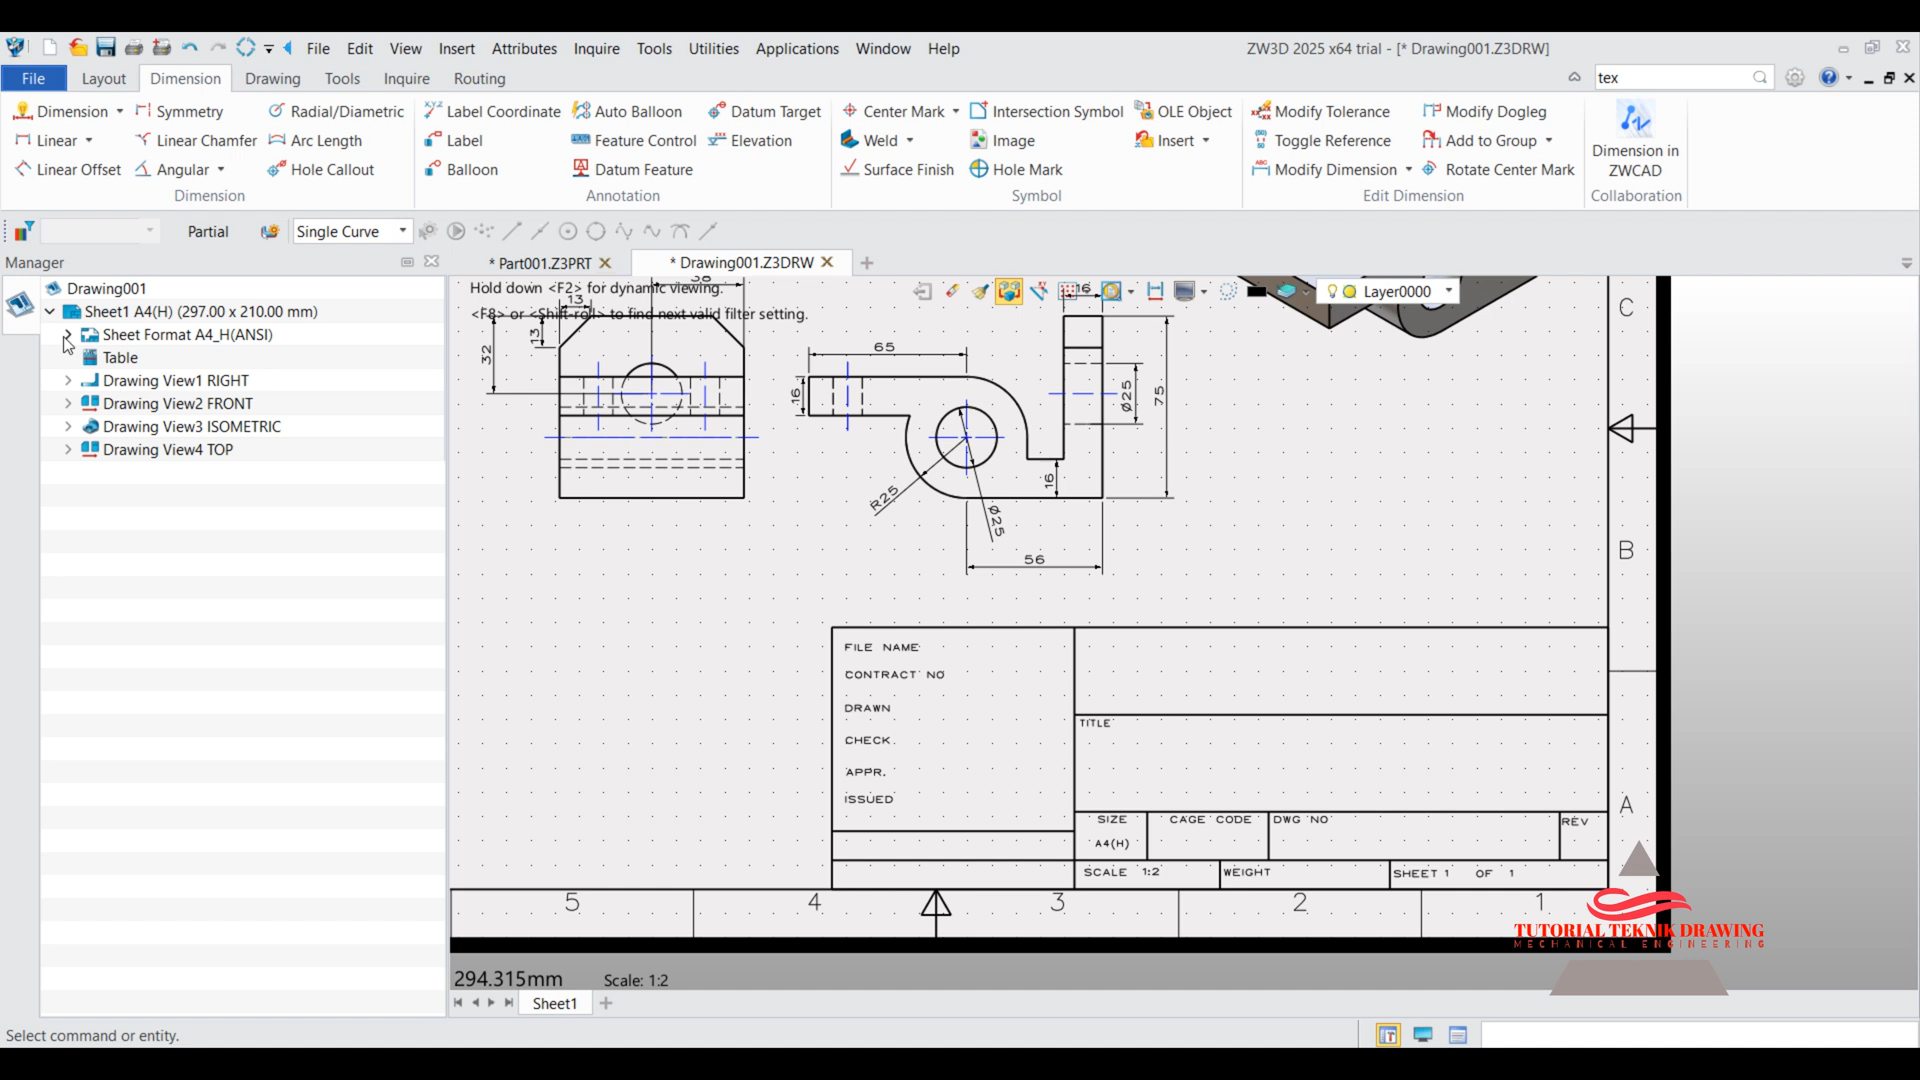 File Edit View Insert Attributes Inquire Tools Utilities Applications Window Help ZW3D 2025 x64 trial - [* Drawing001.Z3DRW]
File Layout Dimension Drawing Tools Inquire Routing tex
Dimension Symmetry Radial/Diametric Label Coordinate Auto Balloon Datum Target Center Mark Intersection Symbol OLE Object Modify Tolerance Modify Dogleg
Linear Linear Chamfer Arc Length Label Feature Control Elevation Weld Image Insert Toggle Reference Add to Group Dimension in
Linear Offset Angular Hole Callout Balloon Datum Feature Surface Finish Hole Mark Modify Dimension Rotate Center Mark ZWCAD
Dimension Annotation Symbol Edit Dimension Collaboration
Partial Single Curve
Manager * Part001.Z3PRT * Drawing001.Z3DRW
Drawing001
Sheet1 A4(H) (297.00 x 210.00 mm)
Sheet Format A4_H(ANSI)
Table
Drawing View1 RIGHT
Drawing View2 FRONT
Drawing View3 ISOMETRIC
Drawing View4 TOP
Hold down <F2> for dynamic viewing.
<F8> or <Shift-roll> to find next valid filter setting.
Layer0000
38
13
13
32
16
65
16
Ø25
75
R25
Ø25
16
56
C
B
A
FILE NAME
CONTRACT NO
DRAWN
CHECK
APPR.
ISSUED
TITLE
SIZE CAGE CODE DWG NO REV
A4(H)
SCALE 1:2 WEIGHT SHEET 1 OF 1
5 4 3 2 1
TUTORIAL TEKNIK DRAWING
MECHANICAL ENGINEERING
294.315mm Scale: 1:2
Sheet1
Select command or entity.